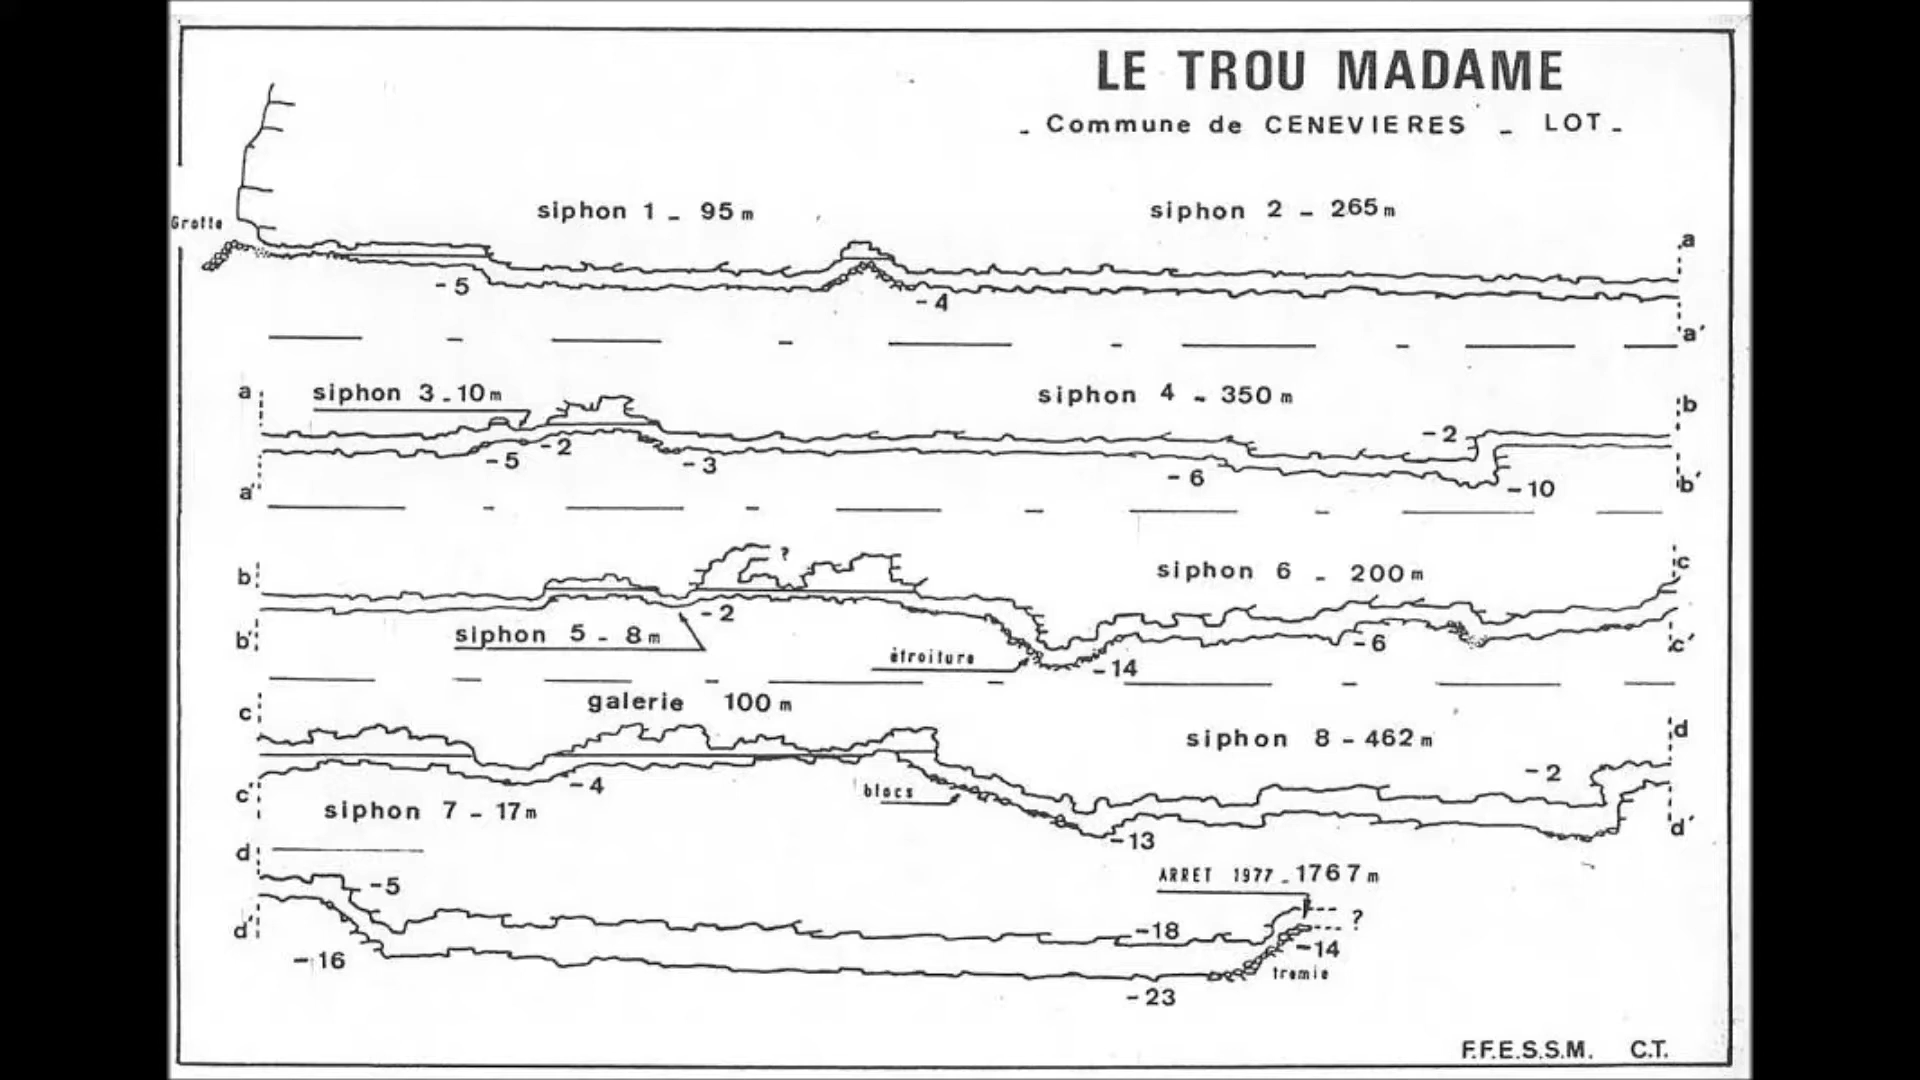 LE TROU MADAME
- Commune de CENEVIERES - LOT -
Grotte
siphon 1 - 95 m
siphon 2 - 265 m
a
- 5
- 4
a'
a
siphon 3 - 10 m
siphon 4 - 350 m
b
- 2
- 2
- 5
- 3
- 6
a'
- 10
b'
b
?
siphon 6 - 200 m
c
- 2
b'
siphon 5 - 8 m
étroiture
- 14
- 6
c'
c
galerie 100 m
siphon 8 - 462 m
d
- 2
c'
- 4
blocs
siphon 7 - 17 m
- 13
d'
d
- 5
ARRET 1977 - 1767 m
?
d'
- 18
- 14
- 16
tremie
- 23
F.F.E.S.S.M. C.T.